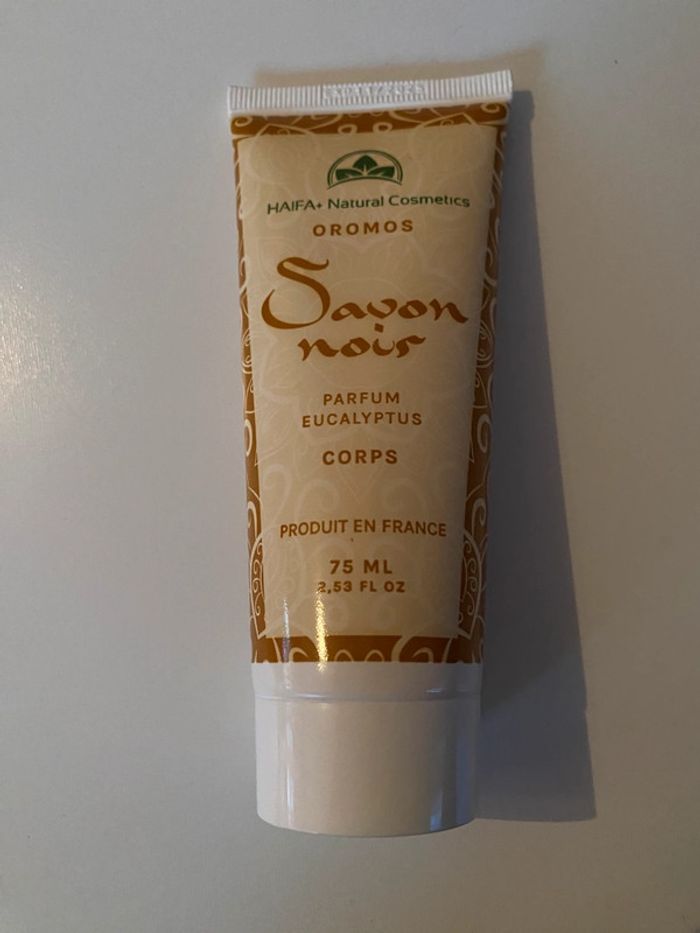 HAIFA+ Natural Cosmetics
OROMOS
Savon
noir
PARFUM
EUCALYPTUS
CORPS
PRODUIT EN FRANCE
75 ML
2,53 FL OZ